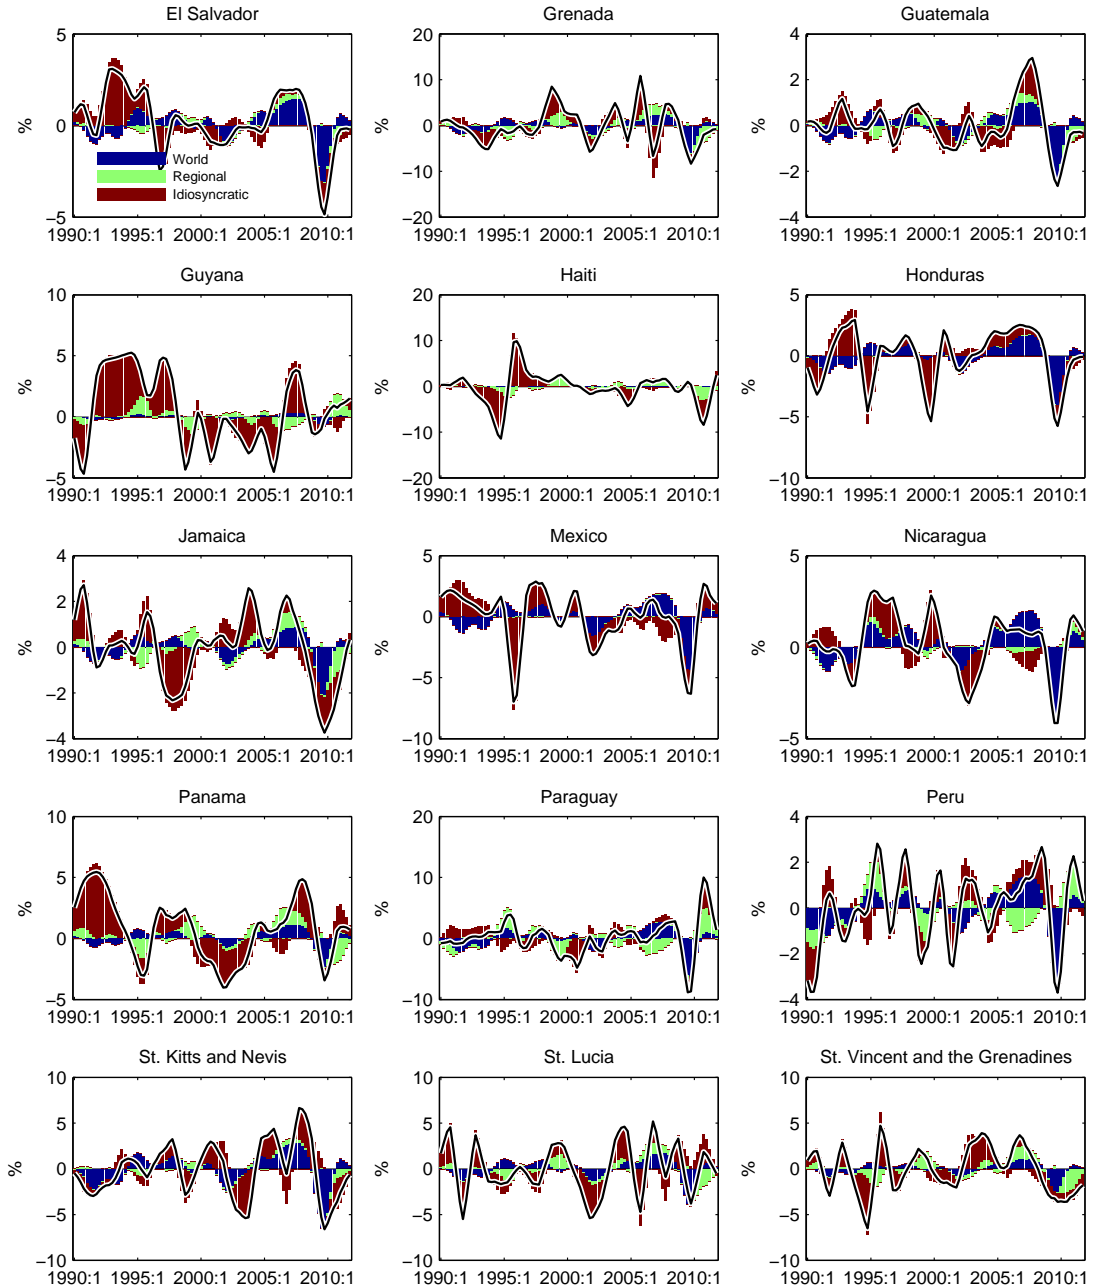 El Salvador
Grenada
Guatemala
5
20
4
10
2
%
0
0
0
World
Regional
Idiosyncratic
−10
−2
−5
−20
−4
1990:1 1995:1 2000:1 2005:1 2010:1
1990:1 1995:1 2000:1 2005:1 2010:1
1990:1 1995:1 2000:1 2005:1 2010:1
Guyana
Haiti
Honduras
10
20
5
5
10
0
%
%
%
0
0
−5
−10
−5
−20
−10
1990:1 1995:1 2000:1 2005:1 2010:1
1990:1 1995:1 2000:1 2005:1 2010:1
1990:1 1995:1 2000:1 2005:1 2010:1
Jamaica
Mexico
Nicaragua
4
5
5
2
0
%
%
%
0
0
−5
−2
−4
−10
−5
1990:1 1995:1 2000:1 2005:1 2010:1
1990:1 1995:1 2000:1 2005:1 2010:1
1990:1 1995:1 2000:1 2005:1 2010:1
Panama
Paraguay
Peru
10
20
4
5
10
2
%
%
%
0
0
0
−2
−5
−10
−4
1990:1 1995:1 2000:1 2005:1 2010:1
1990:1 1995:1 2000:1 2005:1 2010:1
1990:1 1995:1 2000:1 2005:1 2010:1
St. Kitts and Nevis
St. Lucia
St. Vincent and the Grenadines
10
10
10
5
5
5
%
%
%
0
0
0
−5
−5
−5
−10
−10
−10
1990:1 1995:1 2000:1 2005:1 2010:1
1990:1 1995:1 2000:1 2005:1 2010:1
1990:1 1995:1 2000:1 2005:1 2010:1